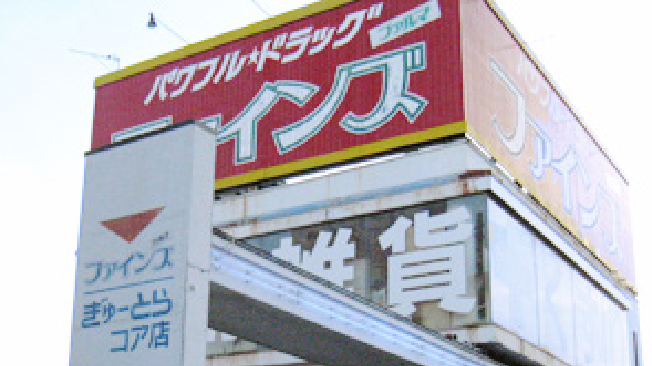 パワフル★ドラッグ
ファルマ
ファインズ
ファインズ
雑貨
ファインズ
ぎゅーとら
コア店